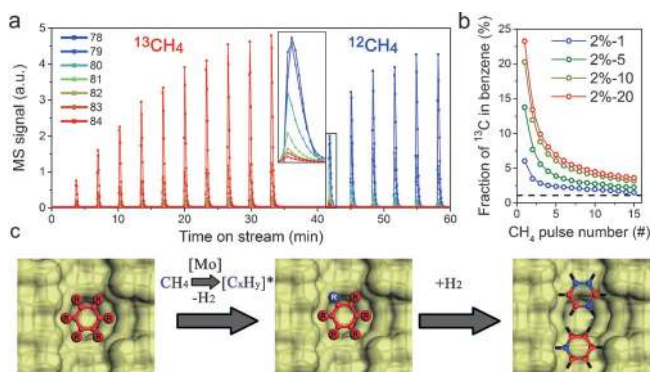 a
b
MS signal (a.u.)
5
4
3
2
1
0
¹³CH₄
¹²CH₄
78
79
80
81
82
83
84
0 10 20 30 40 50 60
Time on stream (min)
Fraction of ¹³C in benzene (%)
25
20
15
10
5
0
2%-1
2%-5
2%-10
2%-20
0 5 10 15
CH₄ pulse number (#)
c
[Mo]
CH₄ [CₓHᵧ]*
-H₂
+H₂
R R R R R R
R R R R R R